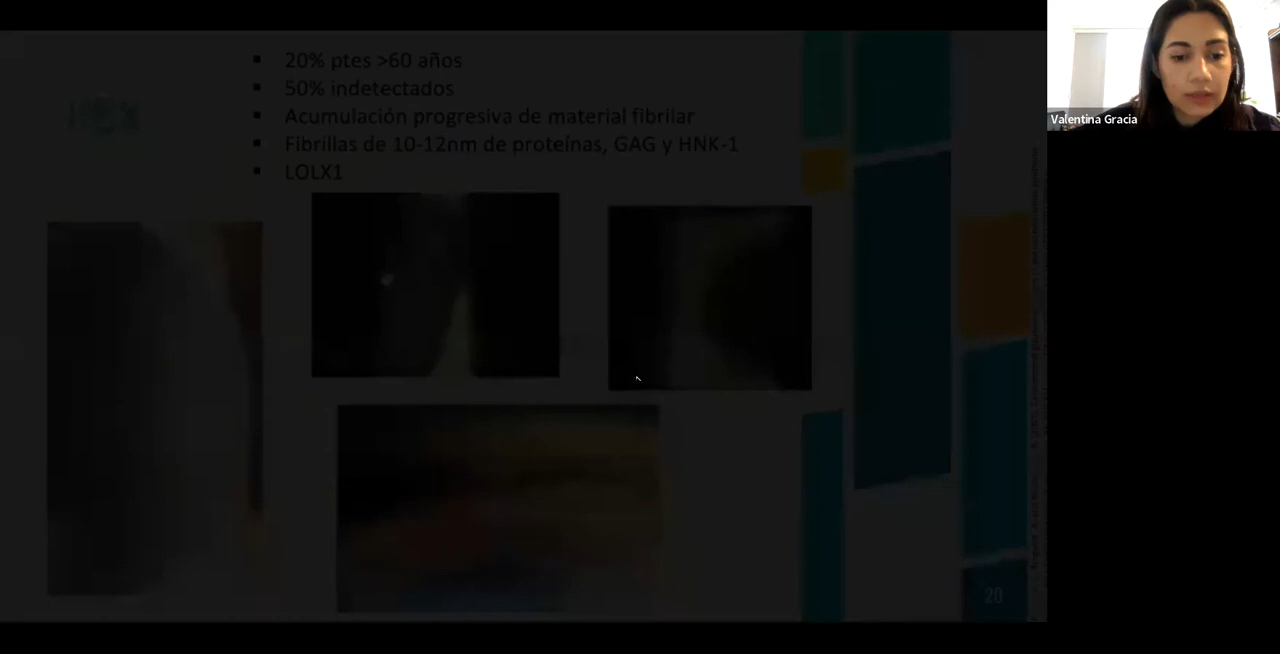 20% ptes >60 años
50% indetectados
Acumulación progresiva de material fibrilar
Fibrillas de 10-12nm de proteínas, GAG y HNK-1
LOLX1
20
Valentina Gracia